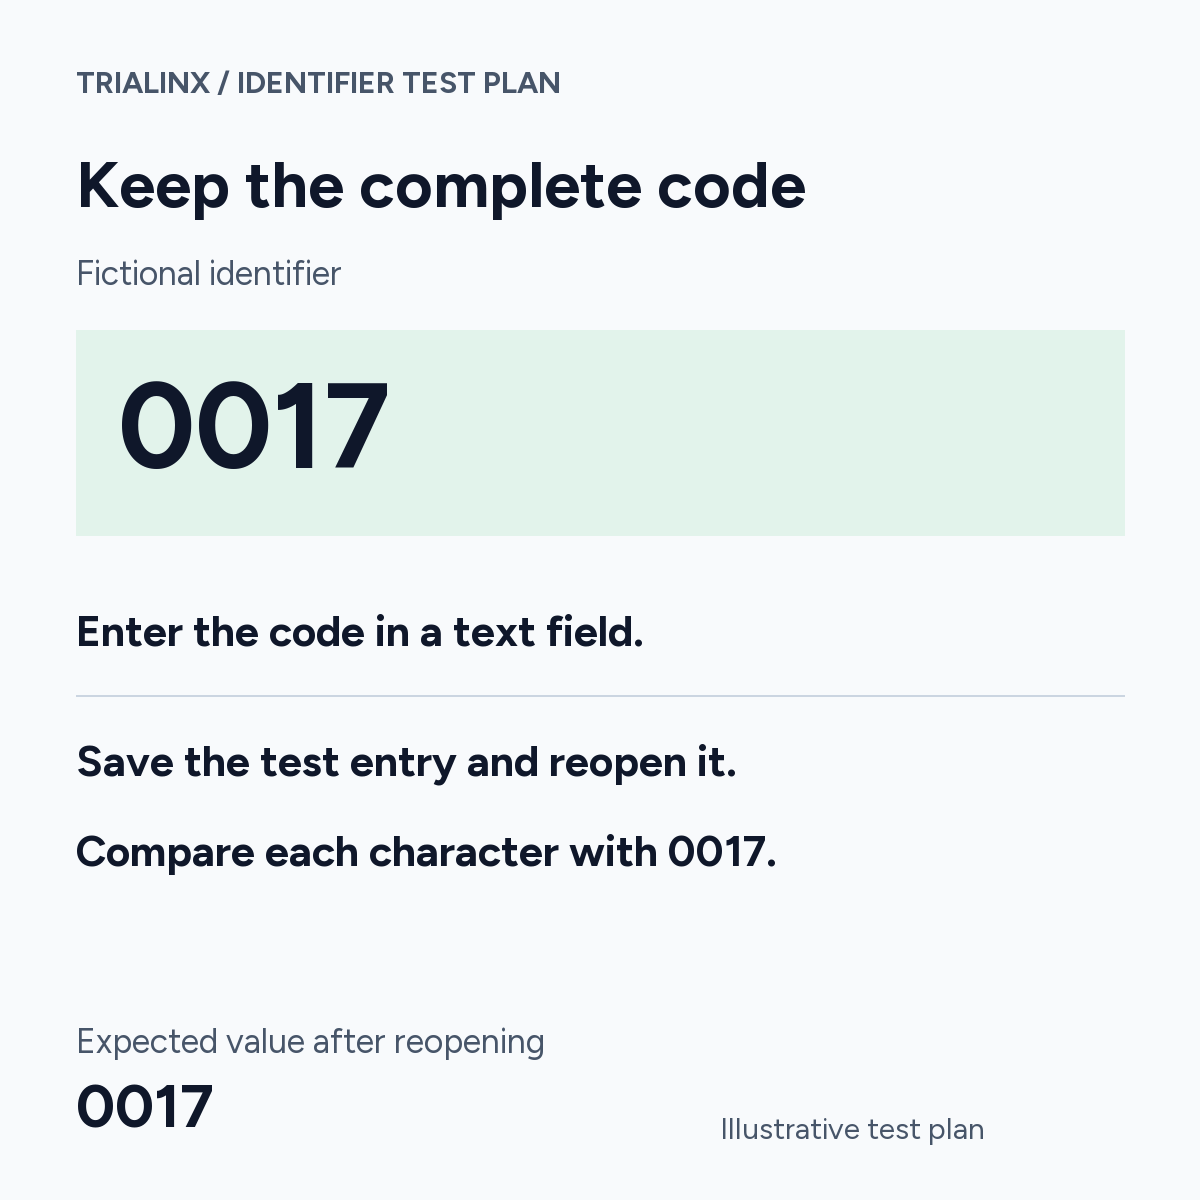 TRIALINX / IDENTIFIER TEST PLAN
Keep the complete code
Fictional identifier
0017
Enter the code in a text field.
Save the test entry and reopen it.
Compare each character with 0017.
Expected value after reopening
0017
Illustrative test plan